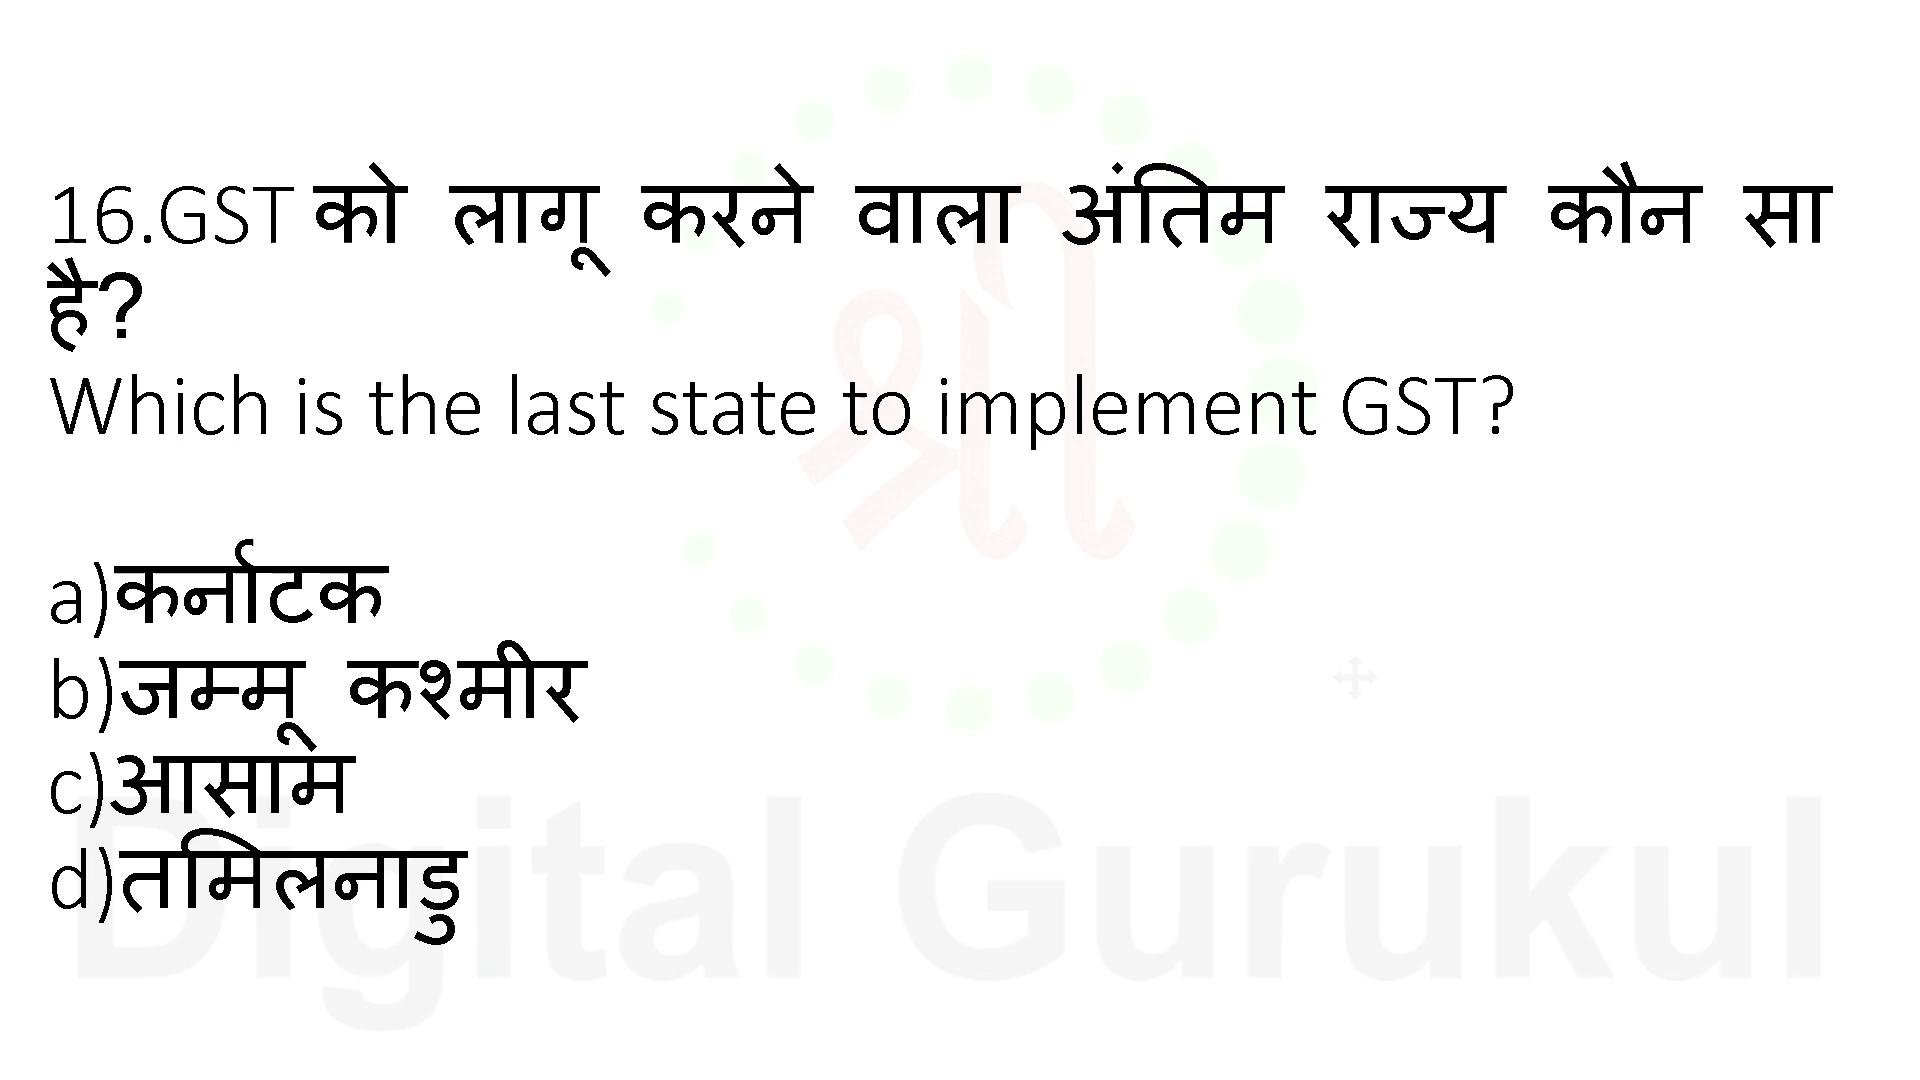 16.GST को लागू करने वाला अंतिम राज्य कौन सा
है?
Which is the last state to implement GST?
a)कर्नाटक
b)जम्मू कश्मीर
c)आसाम
d)तमिलनाडु
श्री
Digital Gurukul